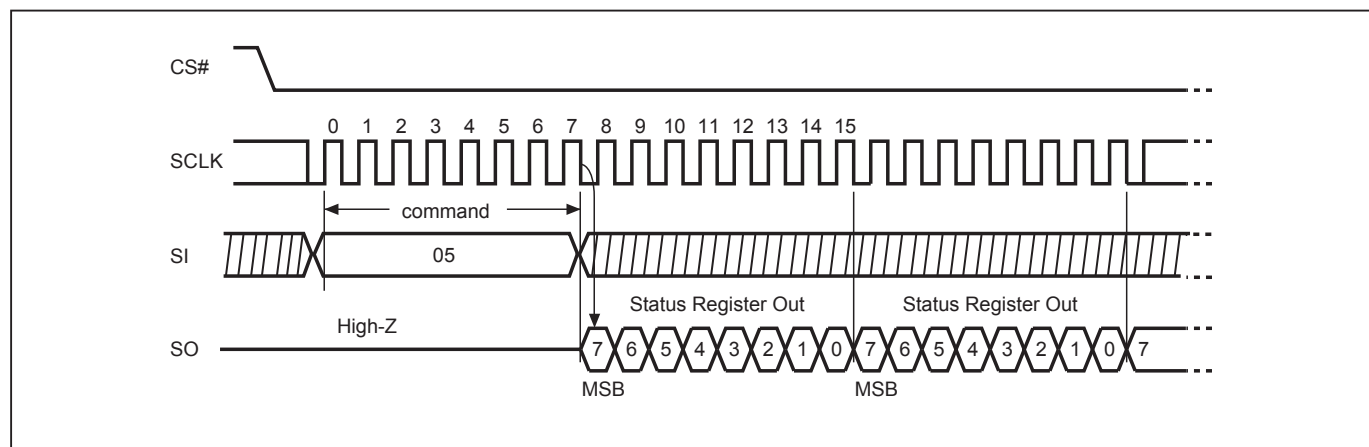 CS#
0 1 2 3 4 5 6 7 8 9 10 11 12 13 14 15
SCLK
command
SI
05
Status Register Out Status Register Out
High-Z
SO
7 6 5 4 3 2 1 0 7 6 5 4 3 2 1 0 7
MSB MSB